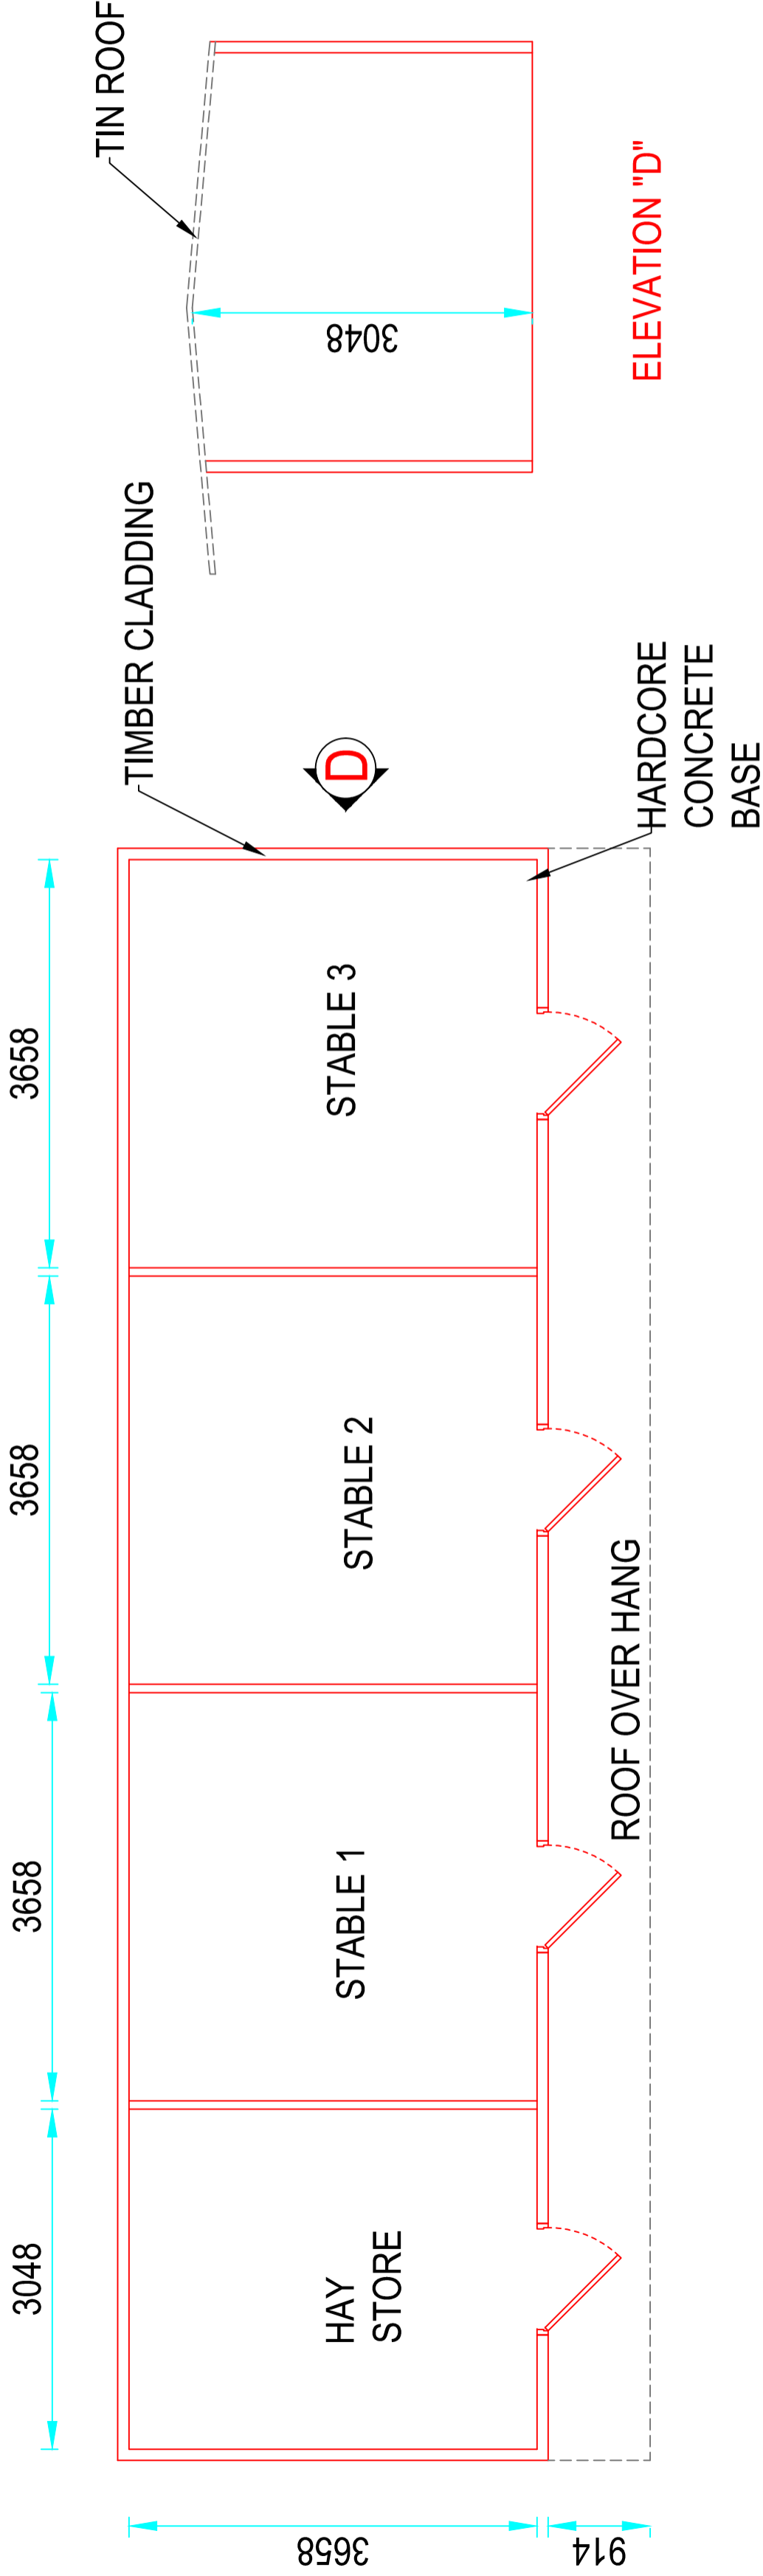 3048
3658
3658
3658
TIMBER CLADDING
TIN ROOF
HAY
STORE
STABLE 1
STABLE 2
STABLE 3
D
3048
3658
914
ROOF OVER HANG
HARDCORE
CONCRETE
BASE
ELEVATION "D"